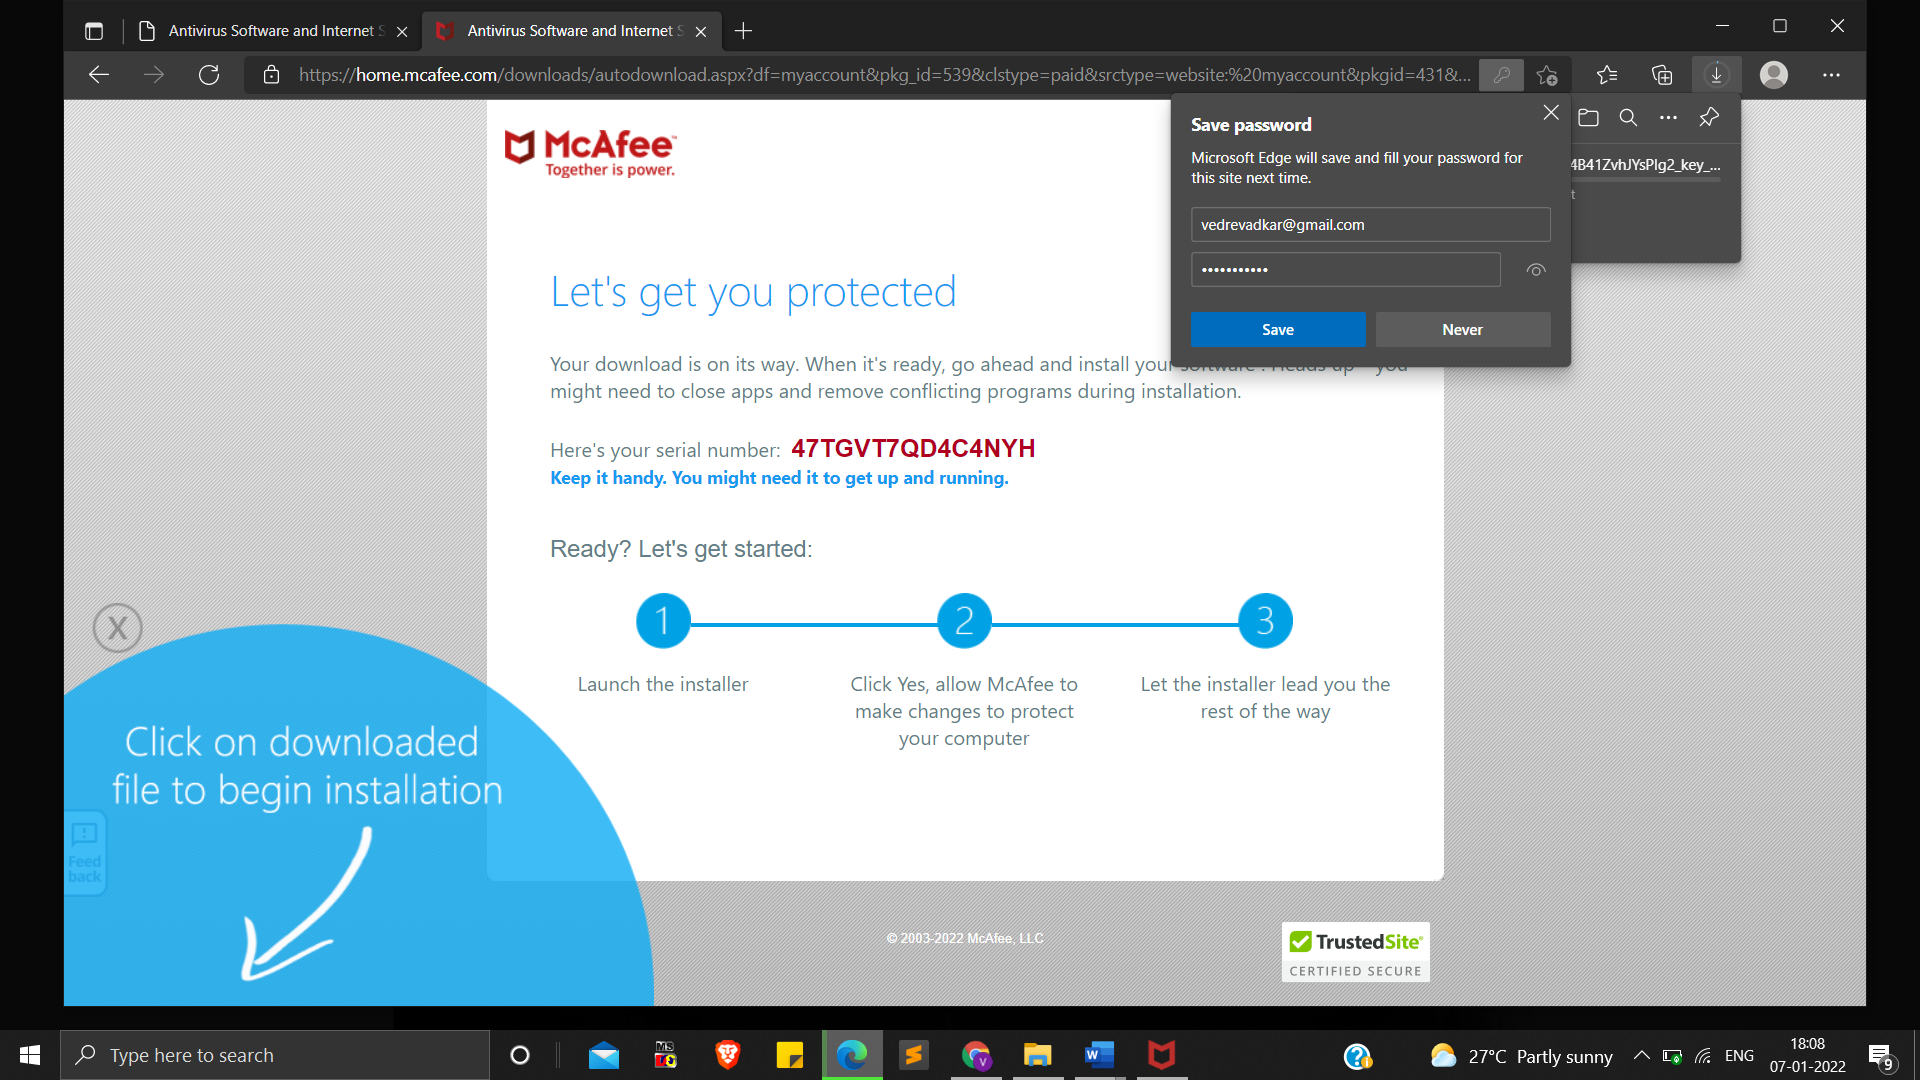 Antivirus Software and Internet S
Antivirus Software and Internet S
https://home.mcafee.com/downloads/autodownload.aspx?df=myaccount&pkg_id=539&clstype=paid&srctype=website:%20myaccount&pkgid=431&...
McAfee™
Together is power.
Save password
Microsoft Edge will save and fill your password for
this site next time.
vedrevadkar@gmail.com
•••••••••••
Save
Never
4B41ZvhJYsPlg2_key_...
Let's get you protected
Your download is on its way. When it's ready, go ahead and install your software . Heads up – you
might need to close apps and remove conflicting programs during installation.
Here's your serial number: 47TGVT7QD4C4NYH
Keep it handy. You might need it to get up and running.
Ready? Let's get started:
1
2
3
Launch the installer
Click Yes, allow McAfee to
make changes to protect
your computer
Let the installer lead you the
rest of the way
X
Click on downloaded
file to begin installation
Feed
back
© 2003-2022 McAfee, LLC
TrustedSite
CERTIFIED SECURE
Type here to search
27°C Partly sunny
ENG
18:08
07-01-2022
9